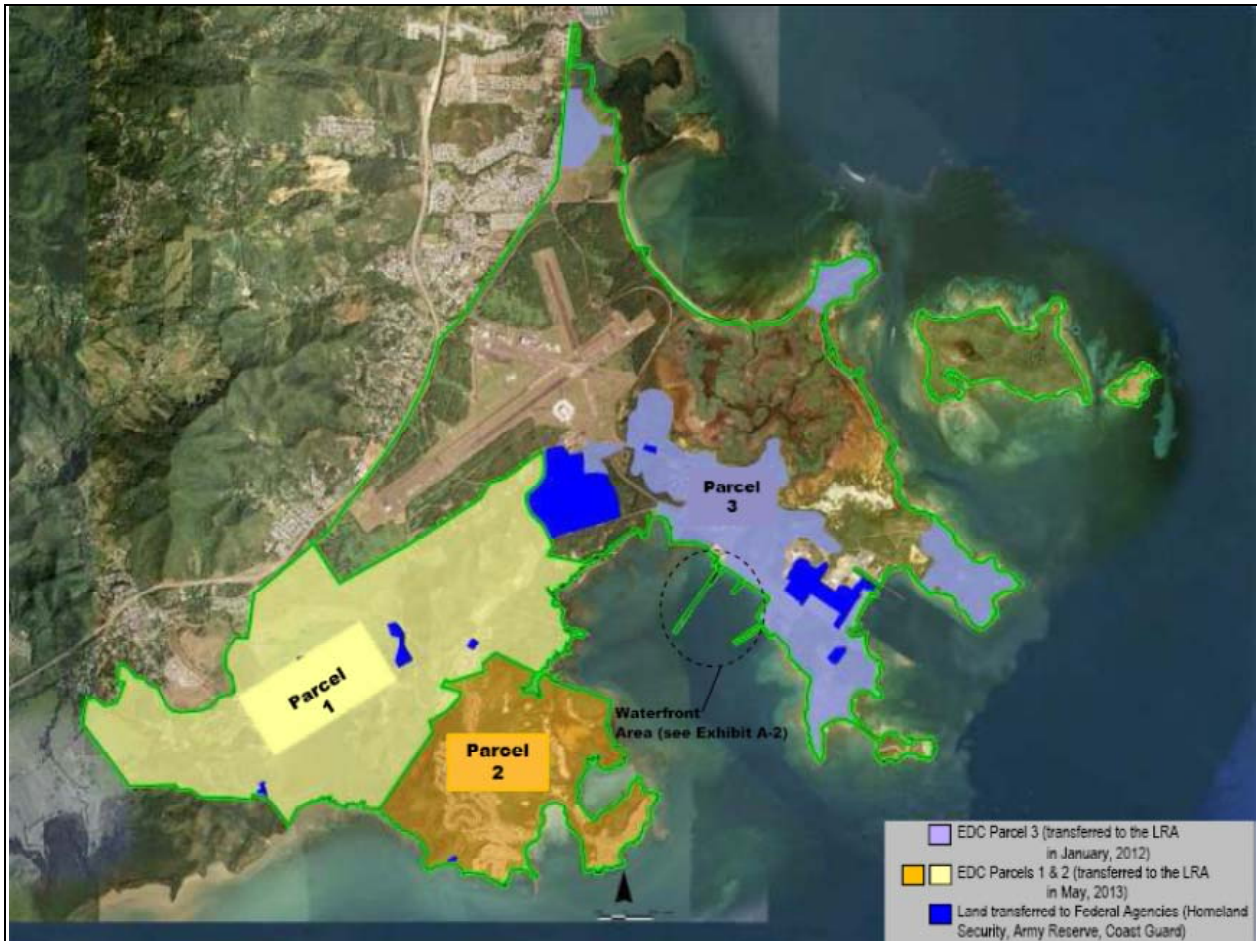 Parcel
3
Parcel
1
Waterfront
Area (see Exhibit A-2)
Parcel
2
EDC Parcel 3 (transferred to the LRA
in January, 2012)
EDC Parcels 1 & 2 (transferred to the LRA
in May, 2013)
Land transferred to Federal Agencies (Homeland
Security, Army Reserve, Coast Guard)